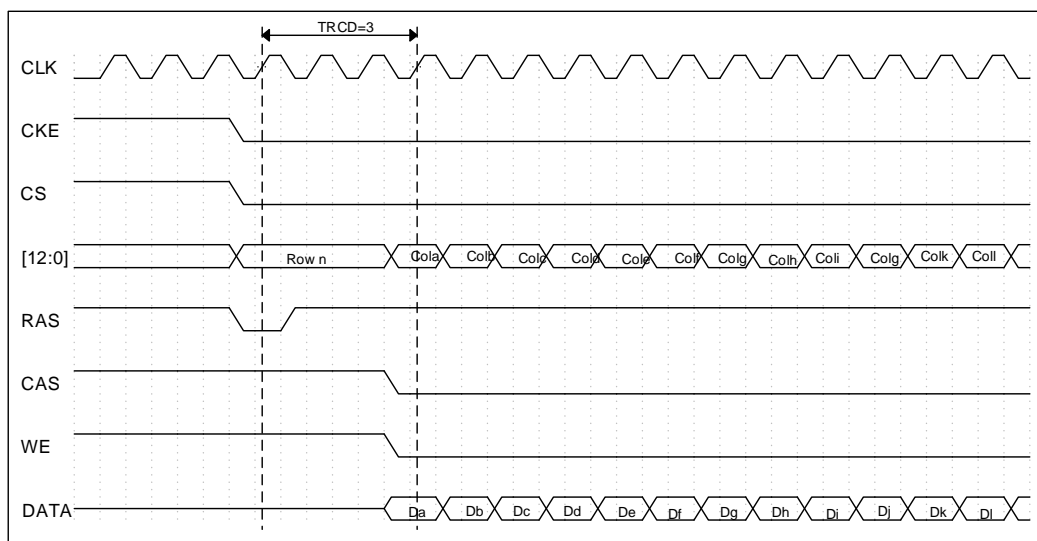 TRCD=3
CLK
CKE
CS
[12:0] Row n Cola Colb Colc Cold Cole Colf Colg Colh Coli Colg Colk Coll
RAS
CAS
WE
DATA Da Db Dc Dd De Df Dg Dh Di Dj Dk Dl